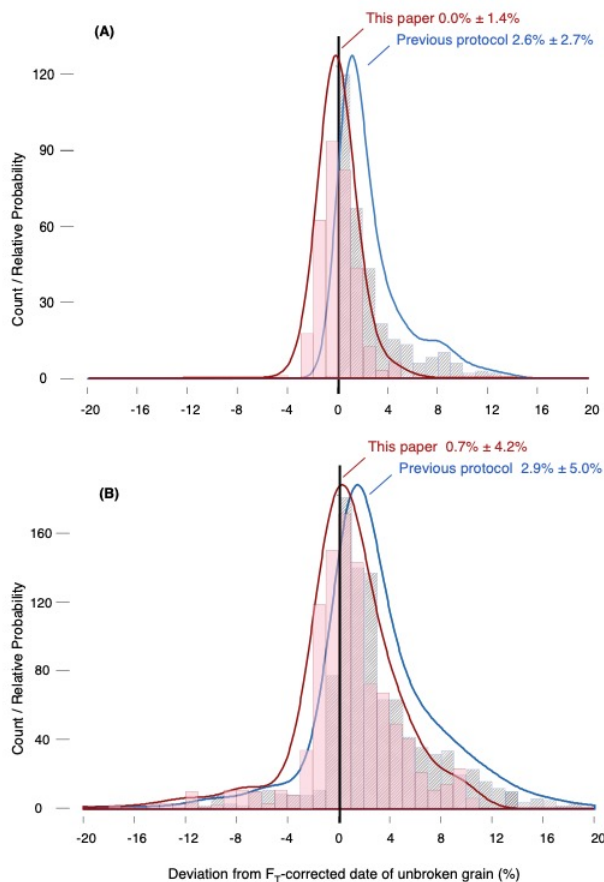 (A)
This paper 0.0% ± 1.4%
Previous protocol 2.6% ± 2.7%
120
90
60
30
0
Count / Relative Probability
-20 -16 -12 -8 -4 0 4 8 12 16 20
(B)
This paper 0.7% ± 4.2%
Previous protocol 2.9% ± 5.0%
160
120
80
40
0
Count / Relative Probability
-20 -16 -12 -8 -4 0 4 8 12 16 20
Deviation from FT-corrected date of unbroken grain (%)